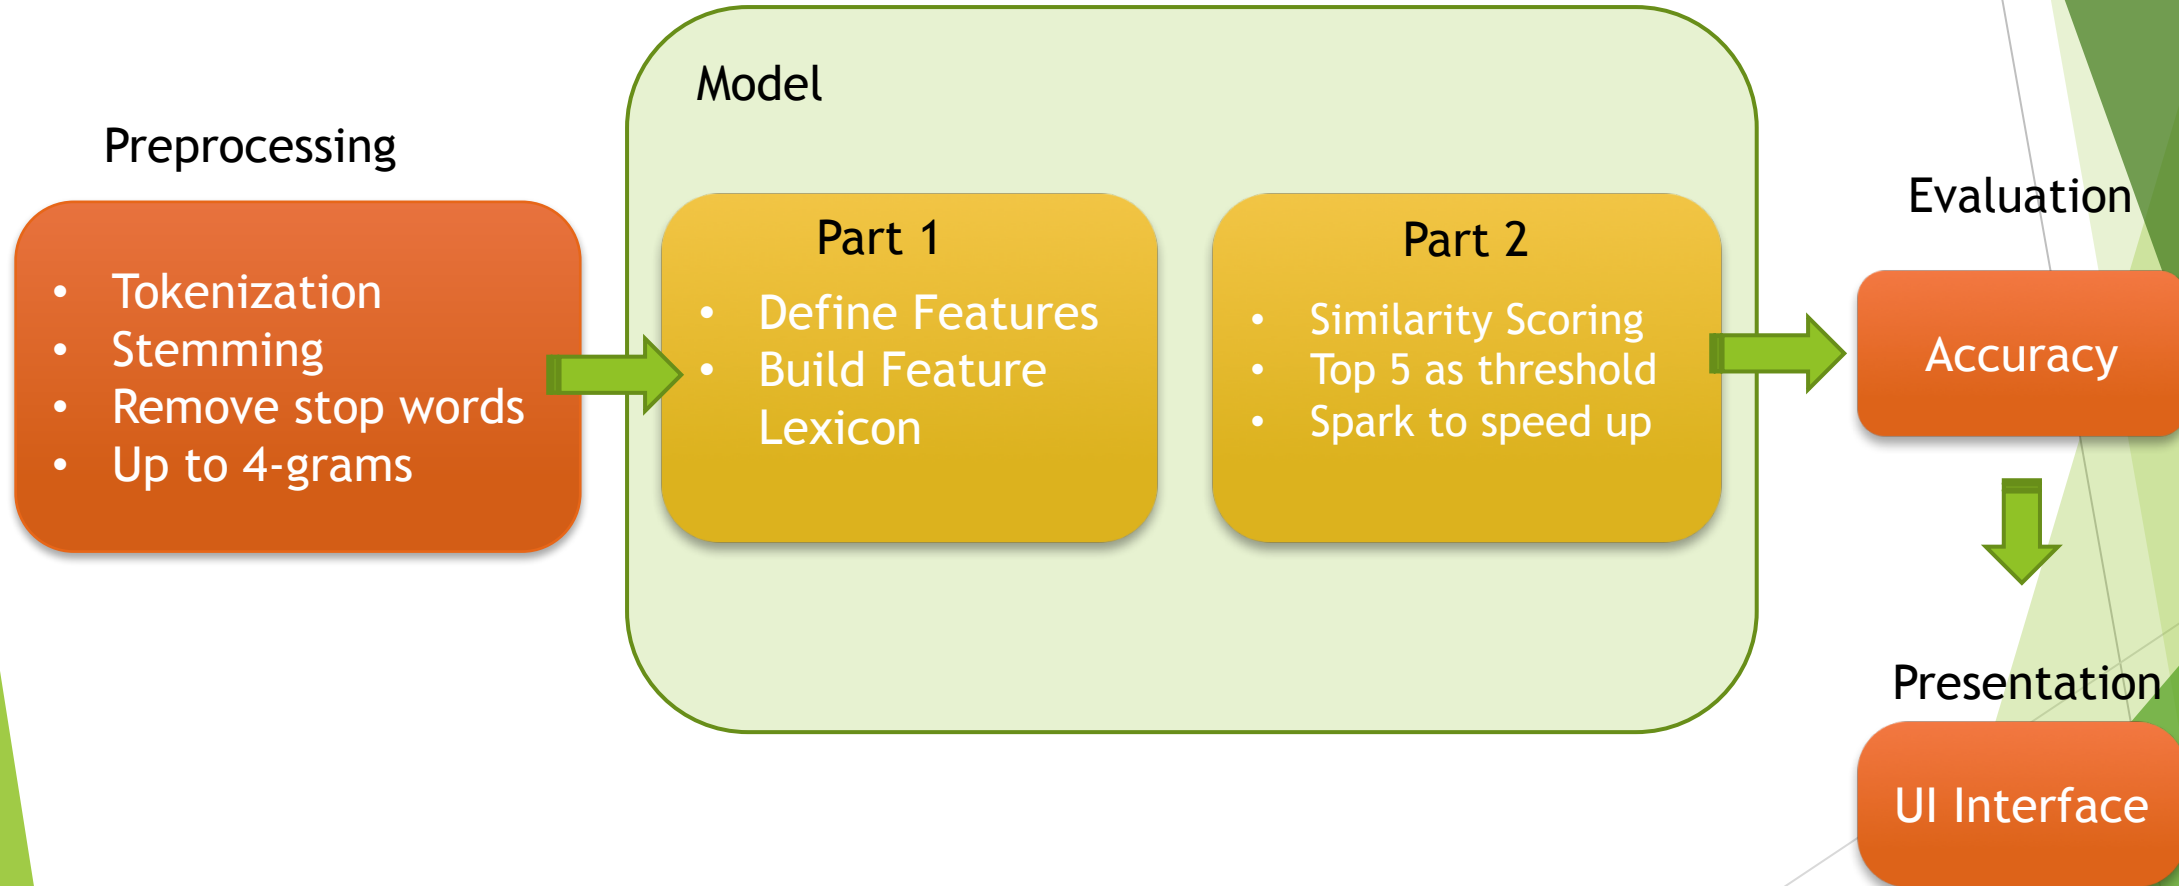 Preprocessing
• Tokenization
• Stemming
• Remove stop words
• Up to 4-grams
Model
Part 1
• Define Features
• Build Feature
Lexicon
Part 2
• Similarity Scoring
• Top 5 as threshold
• Spark to speed up
Evaluation
Accuracy
Presentation
UI Interface